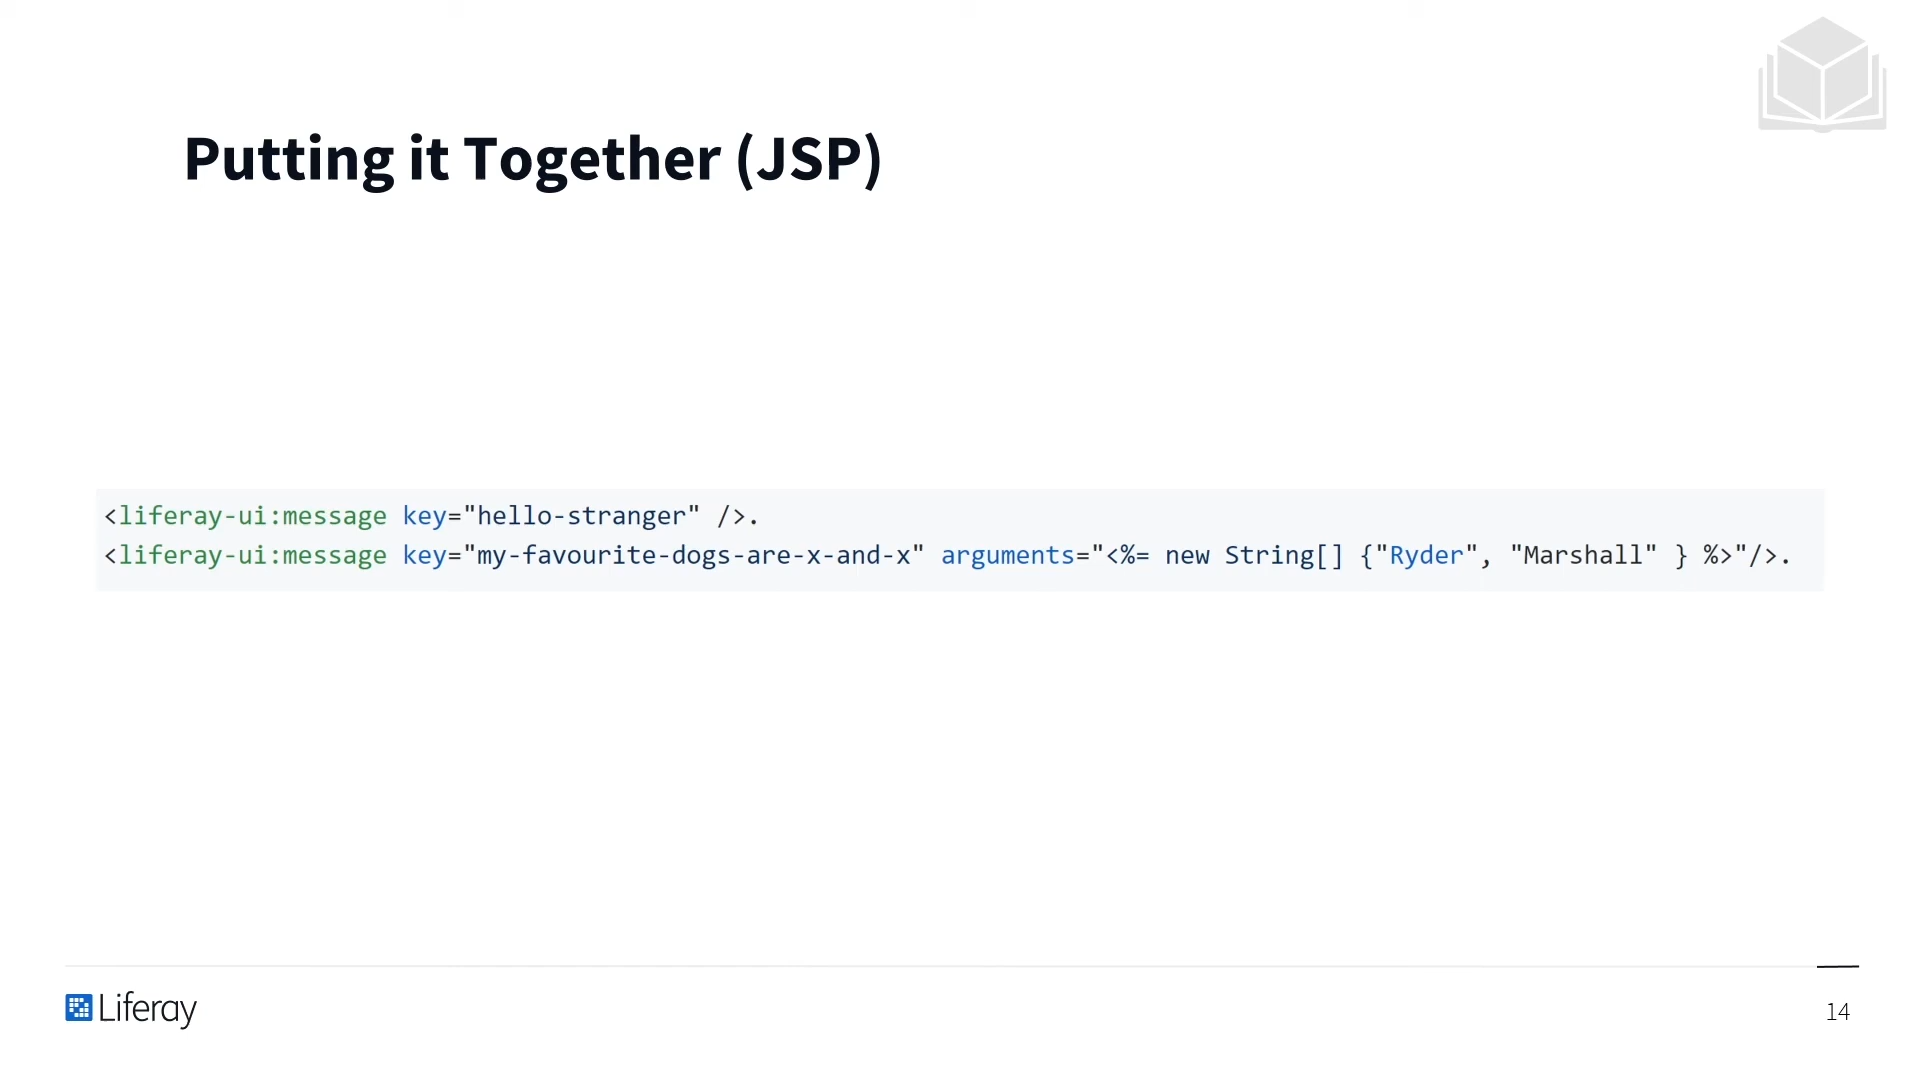 Putting it Together (JSP)
<liferay-ui:message key="hello-stranger" />.
<liferay-ui:message key="my-favourite-dogs-are-x-and-x" arguments="<%= new String[] {"Ryder", "Marshall" } %>"/>.
Liferay
14